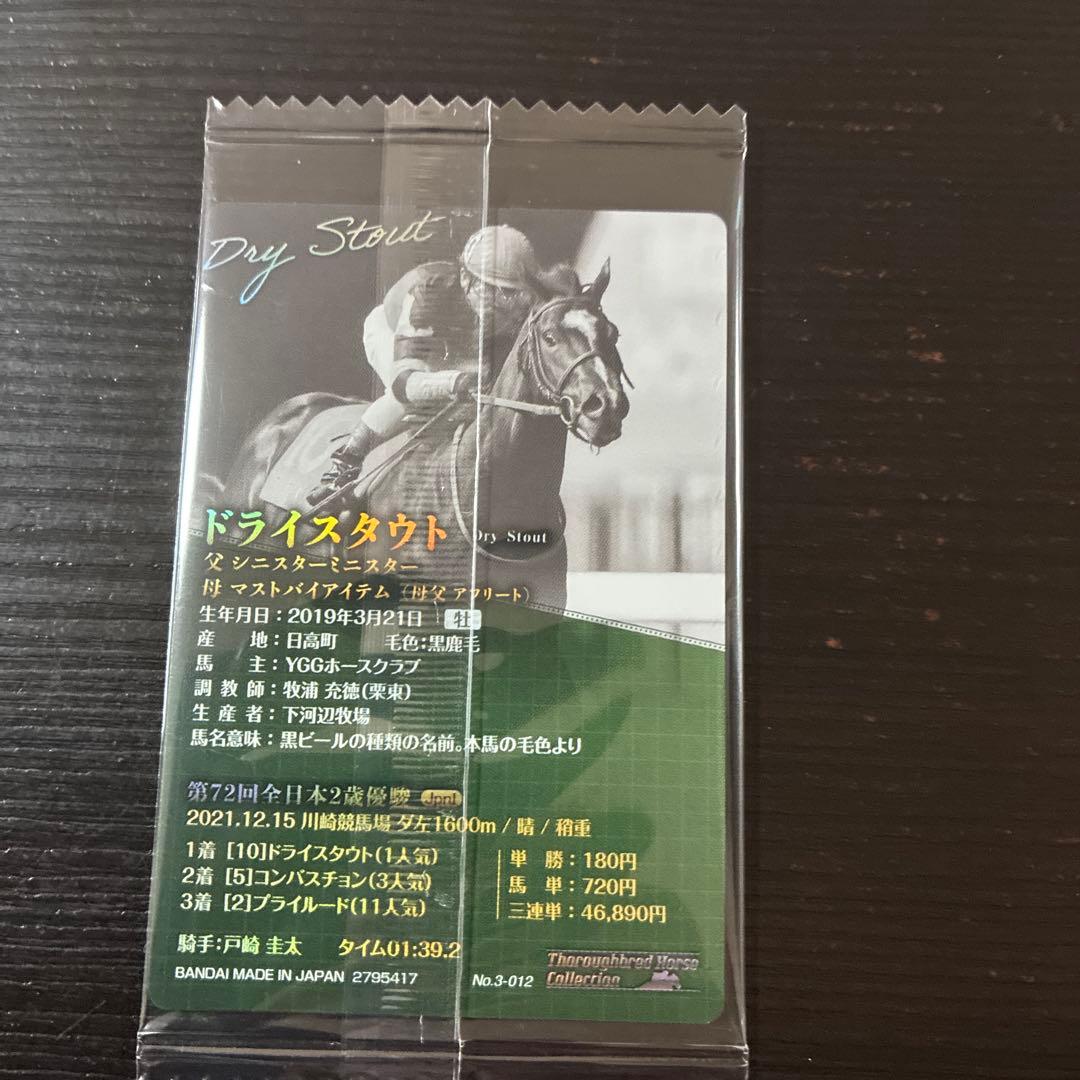 Dry Stout
ドライスタウト
Dry Stout
父 シニスターミニスター
母 マストバイアイテム (母父 アフリート)
生年月日：2019年3月21日 牡
産 地：日高町 毛色：黒鹿毛
馬 主：YGGホースクラブ
調教師：牧浦 充徳(栗東)
生産者：下河辺牧場
馬名意味：黒ビールの種類の名前。本馬の毛色より
第72回全日本2歳優駿 JpnI
2021.12.15 川崎競馬場 ダ左1600m / 晴 / 稍重
1着 [10]ドライスタウト(1人気)
2着 [5]コンバスチョン(3人気)
3着 [2]プライルード(11人気)
単 勝：180円
馬 単：720円
三連単：46,890円
騎手：戸崎 圭太 タイム01:39.2
BANDAI MADE IN JAPAN 2795417
No.3-012
Thoroughbred Horse
Collection